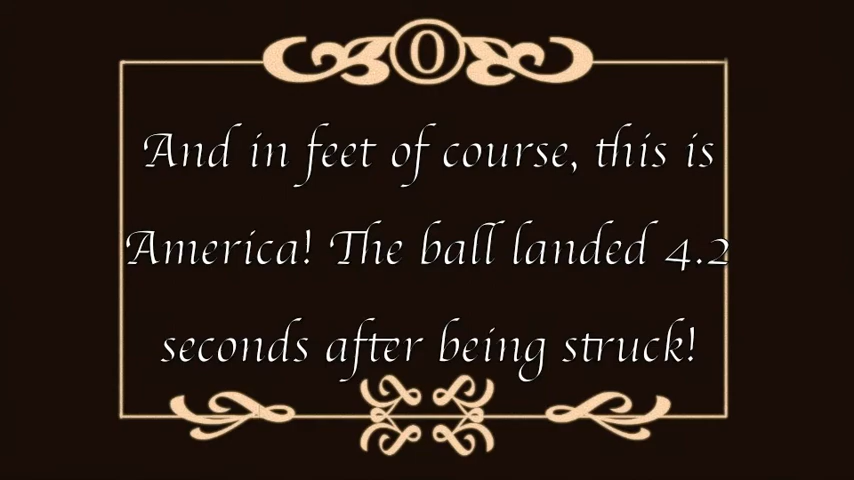 0
And in feet of course, this is
America! The ball landed 4.2
seconds after being struck!